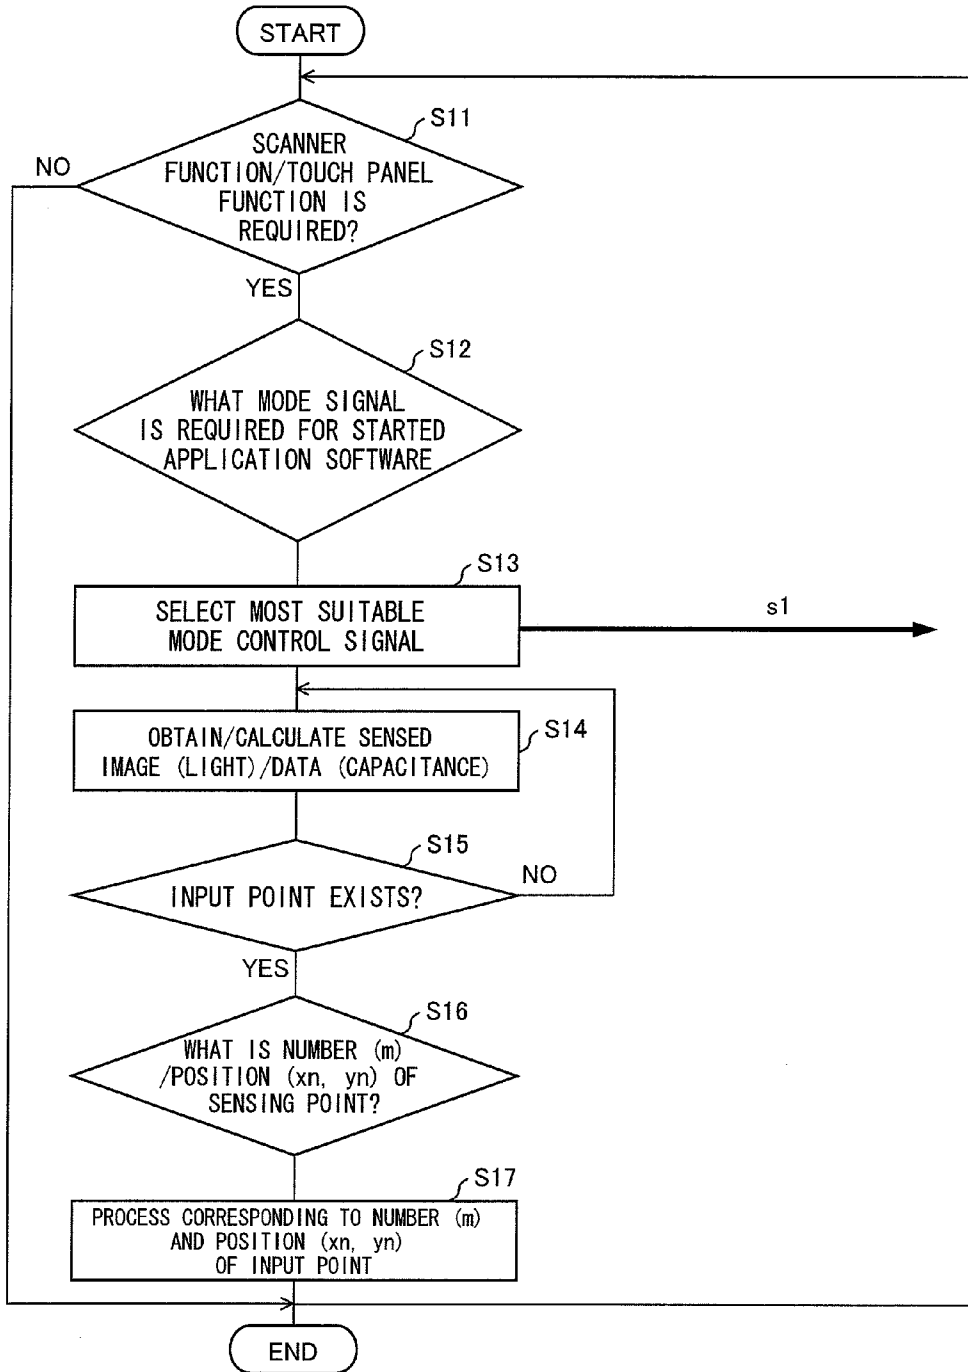 START
S11
SCANNER
FUNCTION/TOUCH PANEL
FUNCTION IS
REQUIRED?
NO
YES
S12
WHAT MODE SIGNAL
IS REQUIRED FOR STARTED
APPLICATION SOFTWARE
S13
SELECT MOST SUITABLE
MODE CONTROL SIGNAL
s1
S14
OBTAIN/CALCULATE SENSED
IMAGE (LIGHT)/DATA (CAPACITANCE)
S15
INPUT POINT EXISTS?
NO
YES
S16
WHAT IS NUMBER (m)
/POSITION (xn, yn) OF
SENSING POINT?
S17
PROCESS CORRESPONDING TO NUMBER (m)
AND POSITION (xn, yn)
OF INPUT POINT
END